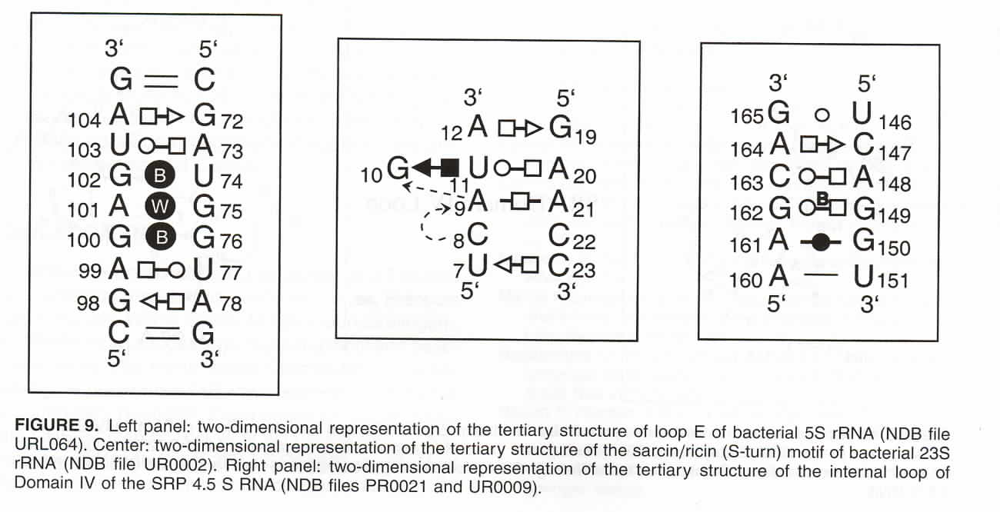 3‘ 5‘
G C
104 A G 72
103 U A 73
102 G B U 74
101 A W G 75
100 G B G 76
99 A U 77
98 G A 78
C G
5‘ 3‘
3‘ 5‘
12 A G 19
10 G 11 U A 20
9 A A 21
8 C C 22
7 U C 23
5‘ 3‘
3‘ 5‘
165 G U 146
164 A C 147
163 C A 148
162 G B G 149
161 A G 150
160 A U 151
5‘ 3‘
FIGURE 9. Left panel: two-dimensional representation of the tertiary structure of loop E of bacterial 5S rRNA (NDB file
URL064). Center: two-dimensional representation of the tertiary structure of thesarcin/ricin (S-turn) motif of bacterial 23S
rRNA (NDB file UR0002). Right panel: two-dimensional representation of the tertiary structure of the internal loop of
Domain IV of the SRP 4.5 S RNA (NDB files PR0021 and UR0009).